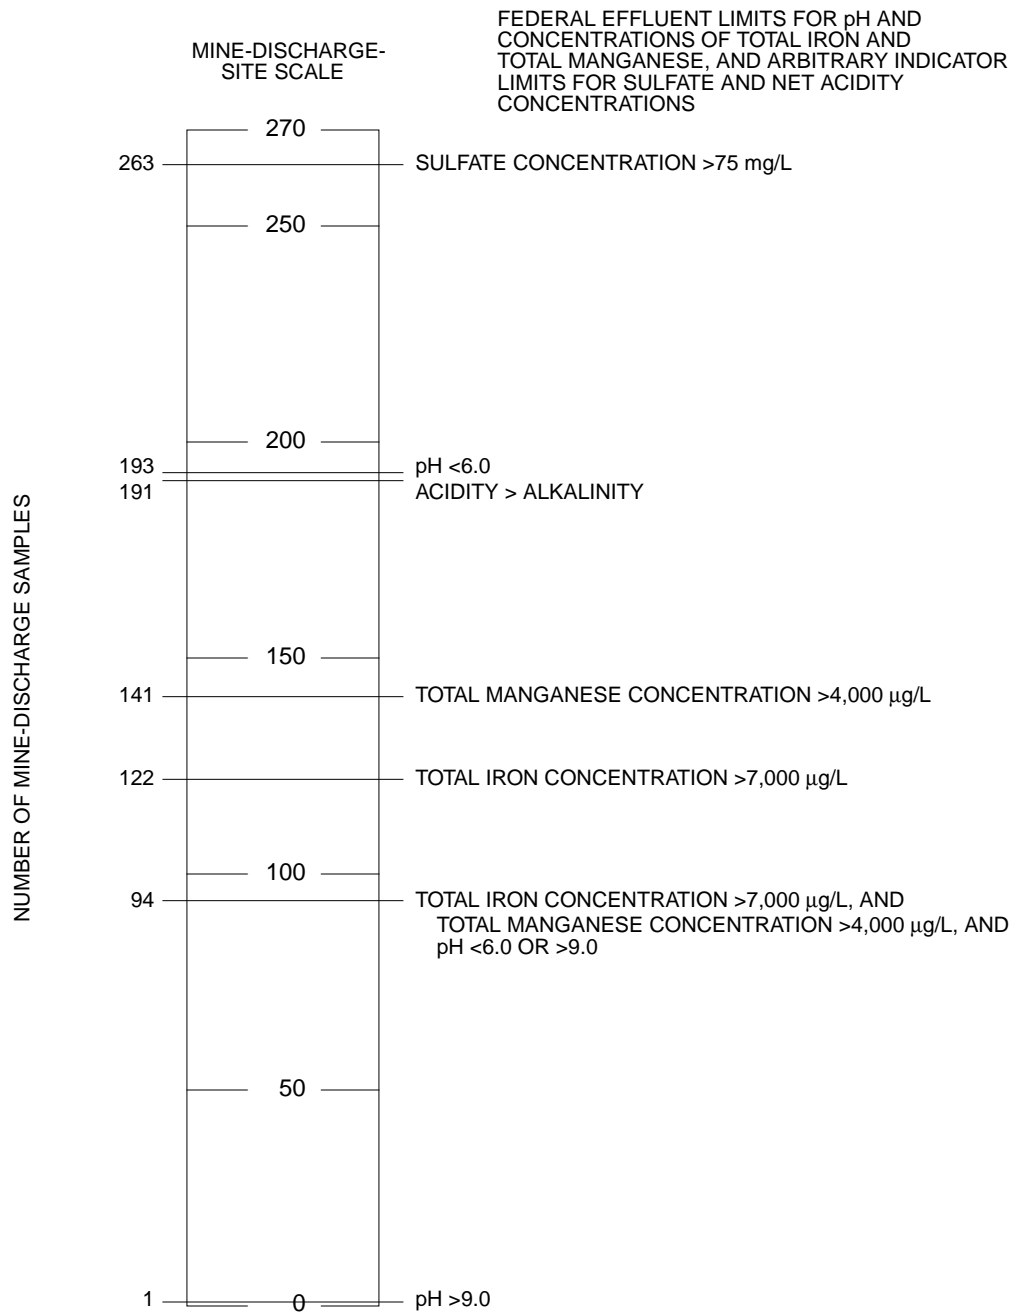 FEDERAL EFFLUENT LIMITS FOR pH AND
CONCENTRATIONS OF TOTAL IRON AND
TOTAL MANGANESE, AND ARBITRARY INDICATOR
LIMITS FOR SULFATE AND NET ACIDITY
CONCENTRATIONS
MINE-DISCHARGE-
SITE SCALE
270
263 SULFATE CONCENTRATION >75 mg/L
250
200
193 pH <6.0
191 ACIDITY > ALKALINITY
NUMBER OF MINE-DISCHARGE SAMPLES
150
141 TOTAL MANGANESE CONCENTRATION >4,000 µg/L
122 TOTAL IRON CONCENTRATION >7,000 µg/L
100
94 TOTAL IRON CONCENTRATION >7,000 µg/L, AND
TOTAL MANGANESE CONCENTRATION >4,000 µg/L, AND
pH <6.0 OR >9.0
50
1 0 pH >9.0